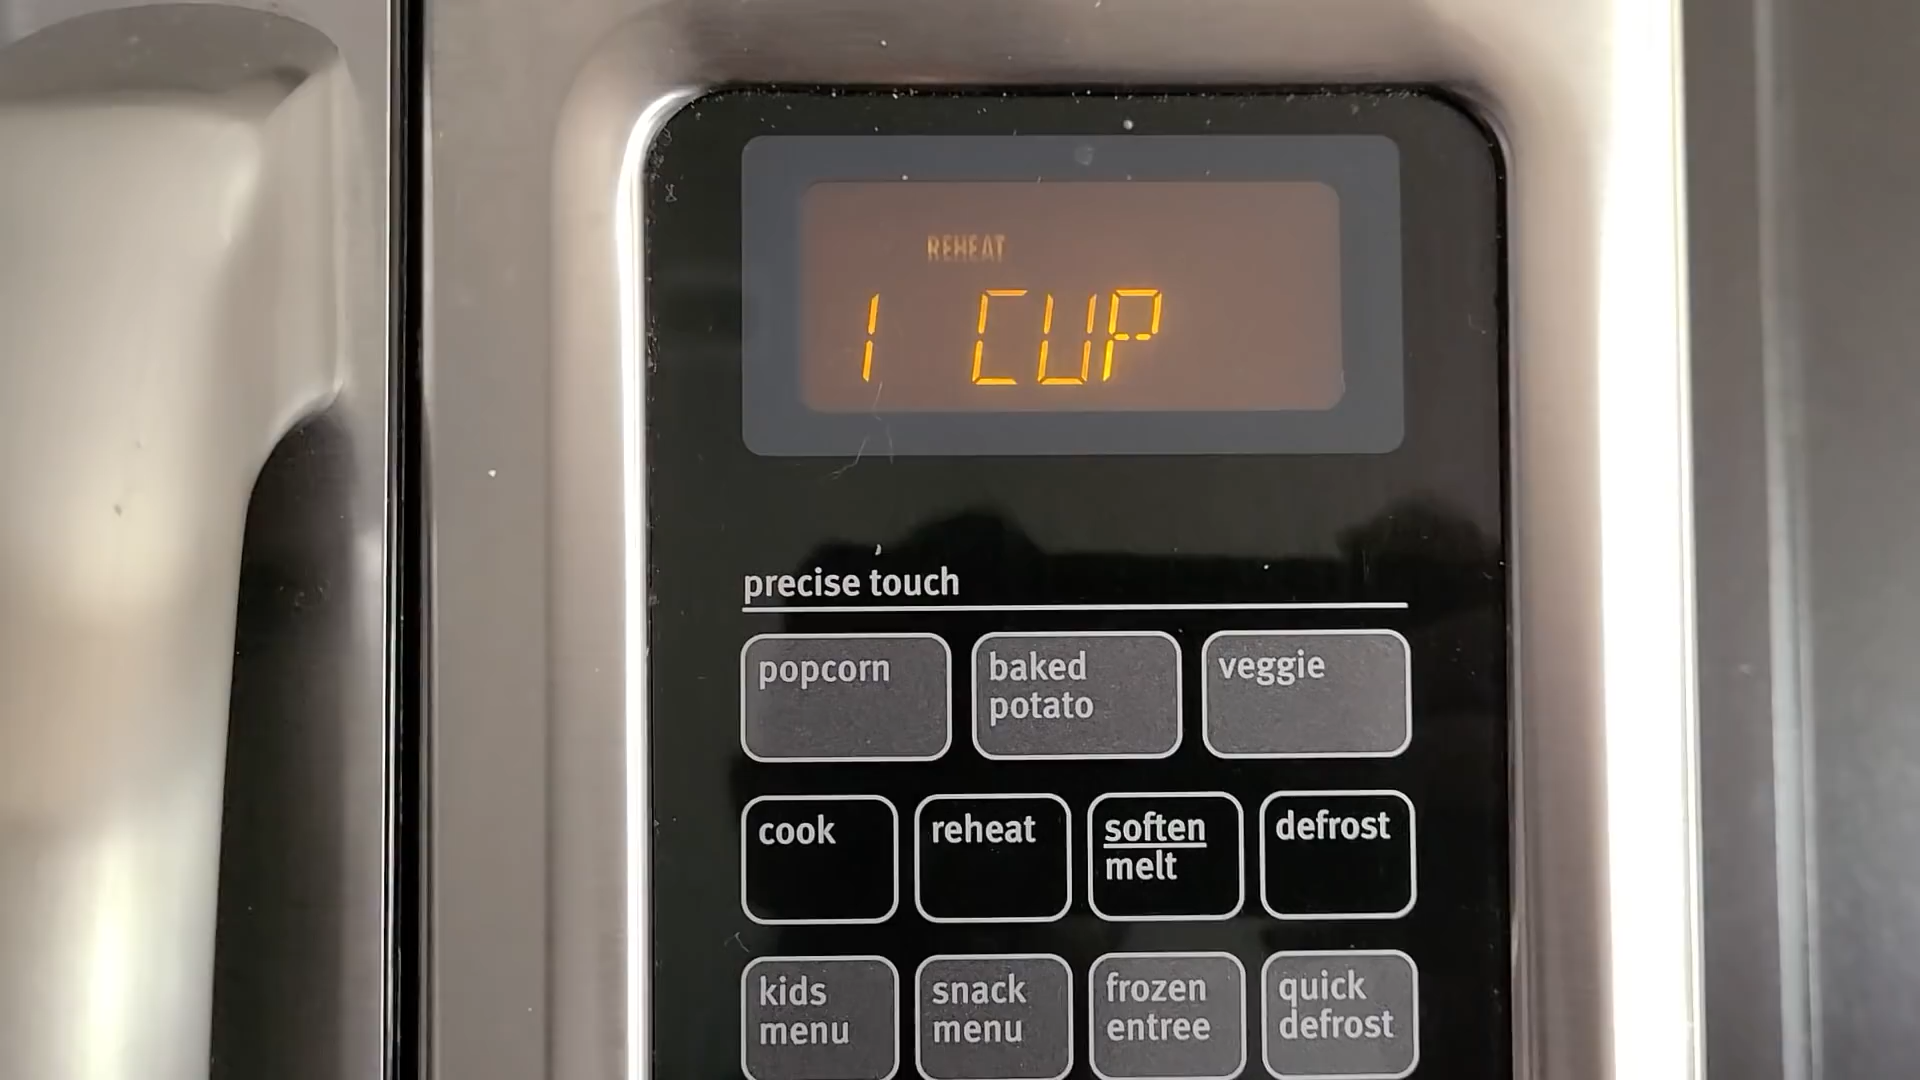 REHEAT
1 CUP
precise touch
popcorn
baked
potato
veggie
cook
reheat
soften
melt
defrost
kids
menu
snack
menu
frozen
entree
quick
defrost